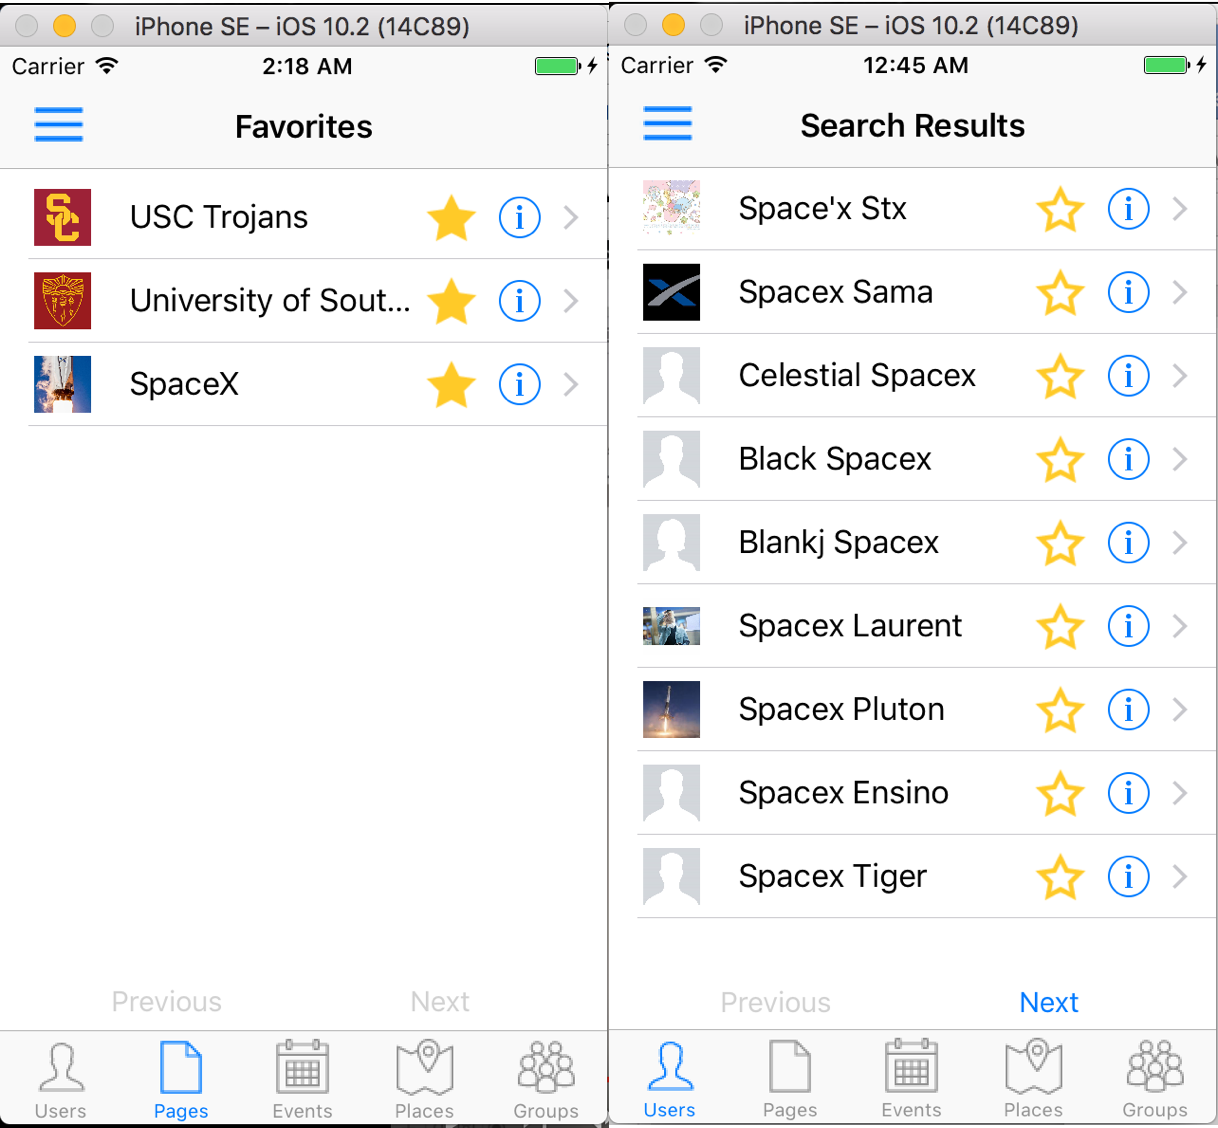 iPhone SE – iOS 10.2 (14C89)
Carrier 2:18 AM
Favorites
USC Trojans
University of Sout...
SpaceX
Previous Next
Users Pages Events Places Groups
iPhone SE – iOS 10.2 (14C89)
Carrier 12:45 AM
Search Results
Space'x Stx
Spacex Sama
Celestial Spacex
Black Spacex
Blankj Spacex
Spacex Laurent
Spacex Pluton
Spacex Ensino
Spacex Tiger
Previous Next
Users Pages Events Places Groups